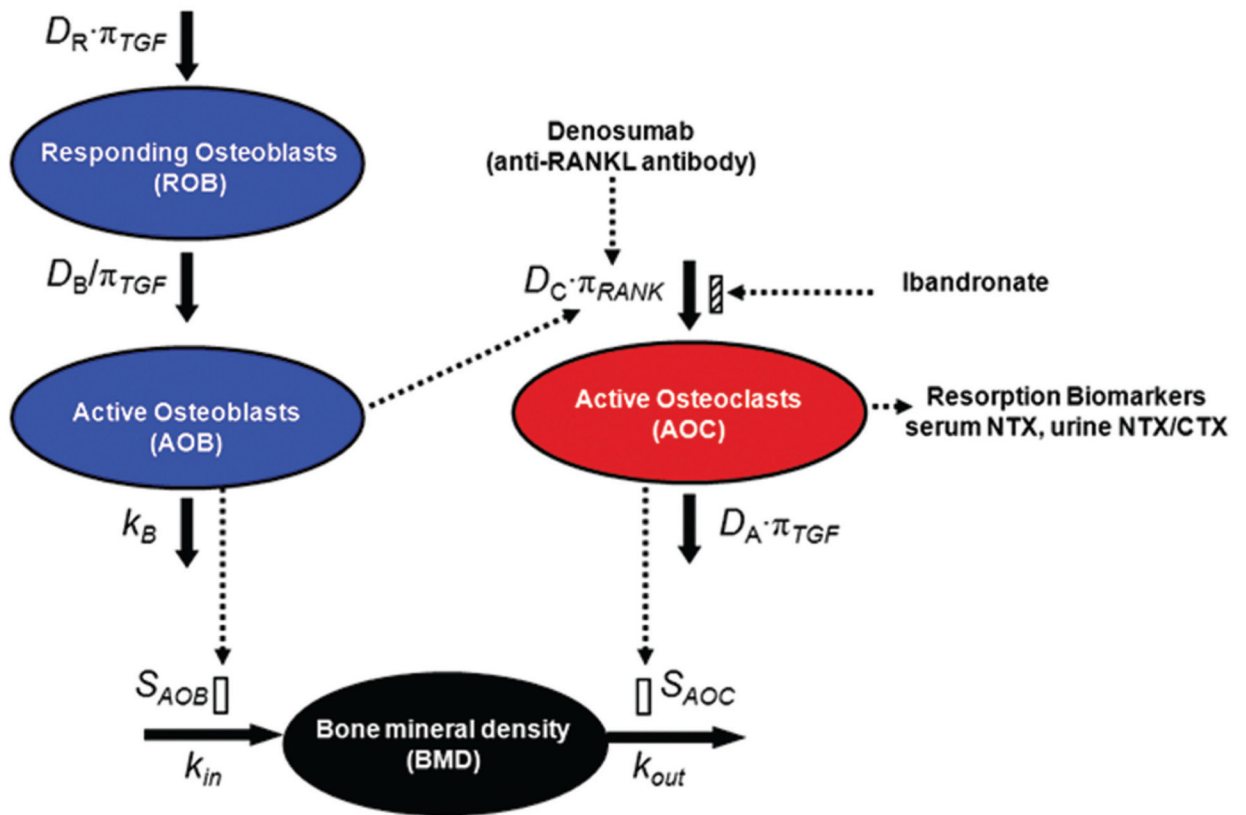 D_R·π_TGF
Responding Osteoblasts
(ROB)
Denosumab
(anti-RANKL antibody)
D_B/π_TGF
D_C·π_RANK
Ibandronate
Active Osteoblasts
(AOB)
Active Osteoclasts
(AOC)
Resorption Biomarkers
serum NTX, urine NTX/CTX
k_B
D_A·π_TGF
S_AOB
S_AOC
Bone mineral density
(BMD)
k_in
k_out